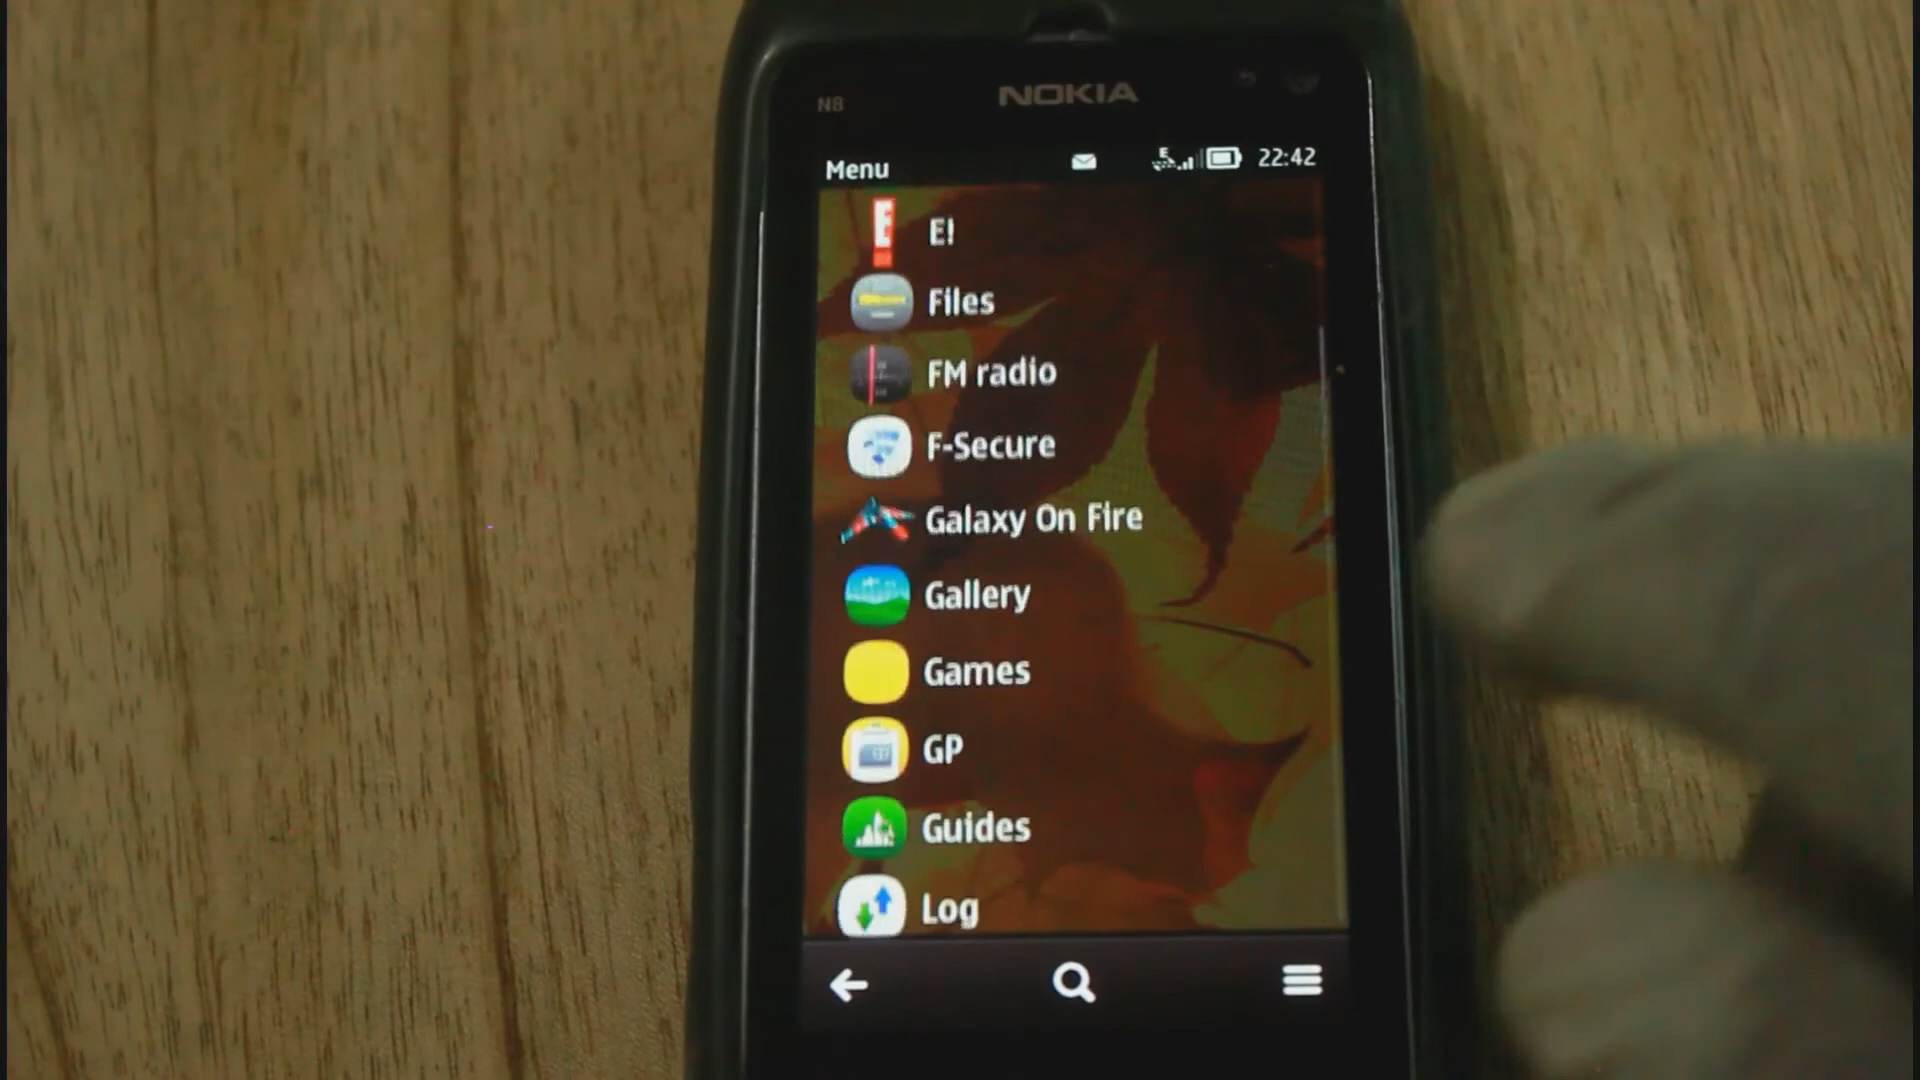 N8
NOKIA
Menu
E 22:42
E!
Files
FM radio
F-Secure
Galaxy On Fire
Gallery
Games
GP
Guides
Log